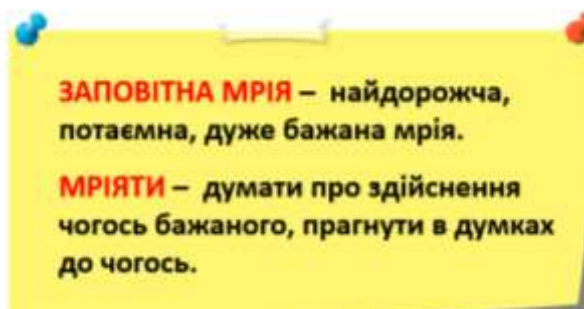 ЗАПОВІТНА МРІЯ – найдорожча,
потаємна, дуже бажана мрія.
МРІЯТИ – думати про здійснення
чогось бажаного, прагнути в думках
до чогось.